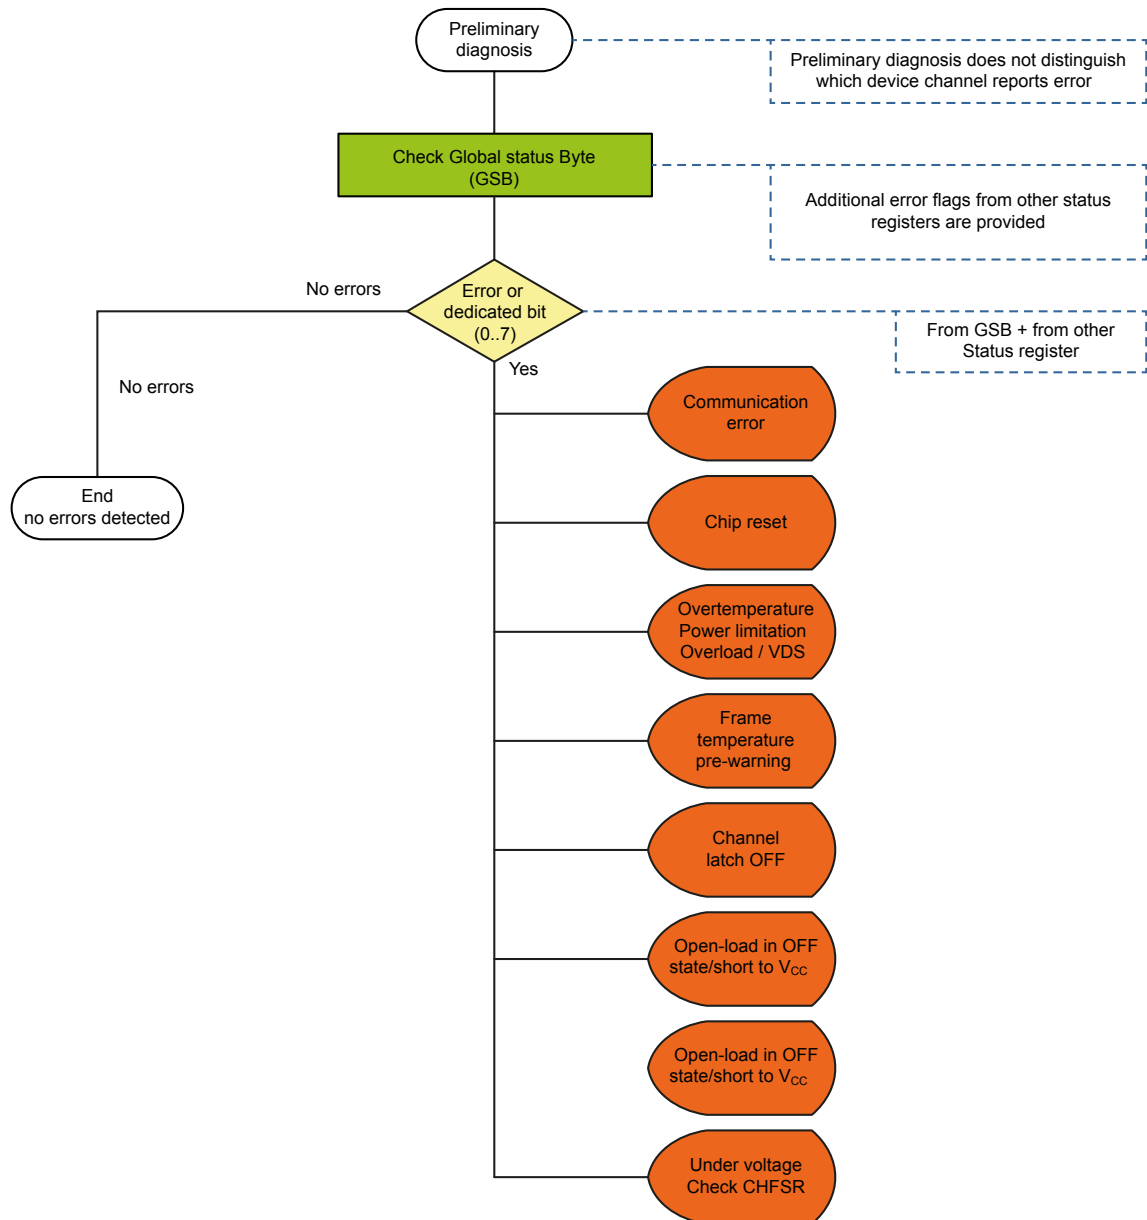 Preliminary
diagnosis
Preliminary diagnosis does not distinguish
which device channel reports error
Check Global status Byte
(GSB)
Additional error flags from other status
registers are provided
No errors
Error or
dedicated bit
(0..7)
From GSB + from other
Status register
Yes
No errors
Communication
error
End
no errors detected
Chip reset
Overtemperature
Power limitation
Overload / VDS
Frame
temperature
pre-warning
Channel
latch OFF
Open-load in OFF
state/short to VCC
Open-load in OFF
state/short to VCC
Under voltage
Check CHFSR